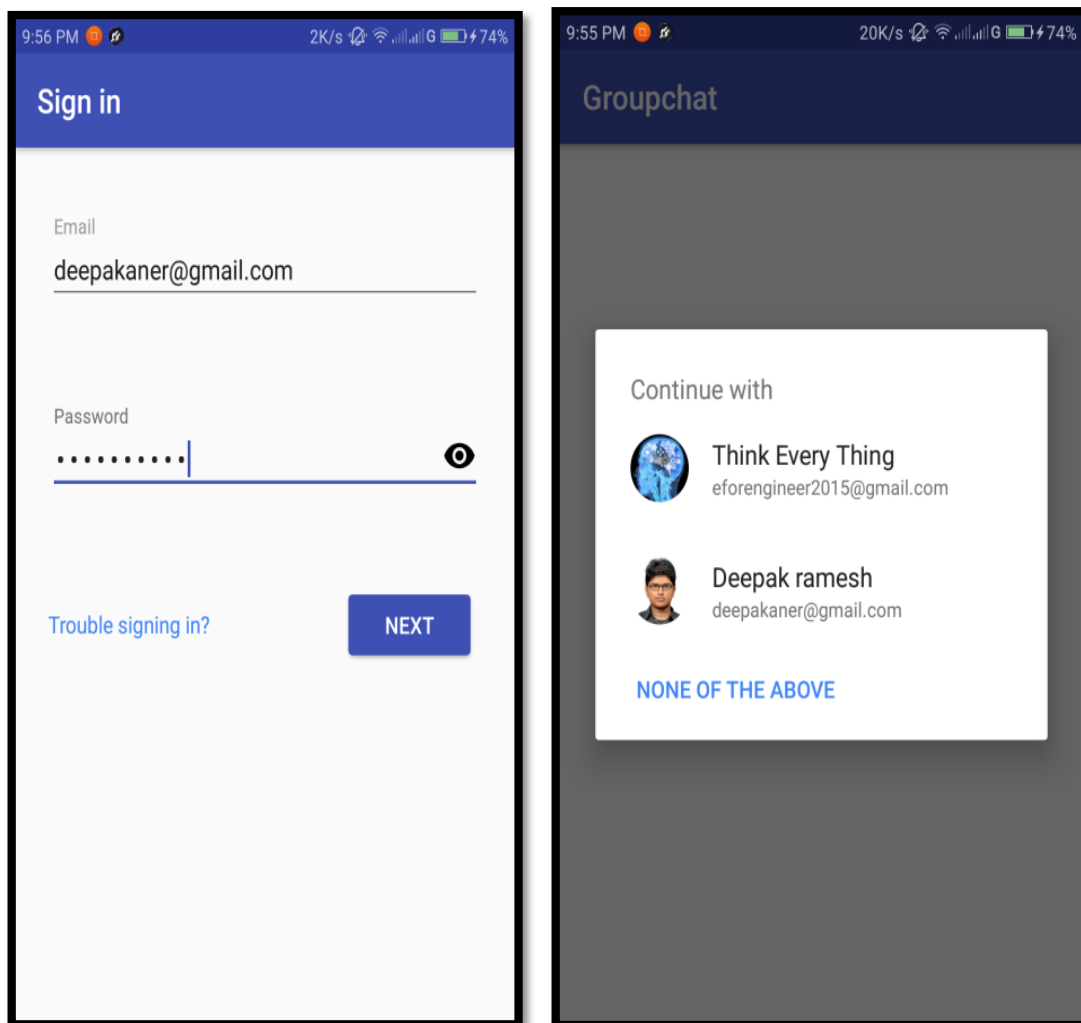 9:56 PM 2K/s G 74%
Sign in
Email
deepakaner@gmail.com
Password
Trouble signing in? NEXT
9:55 PM 20K/s G 74%
Groupchat
Continue with
Think Every Thing
eforengineer2015@gmail.com
Deepak ramesh
deepakaner@gmail.com
NONE OF THE ABOVE